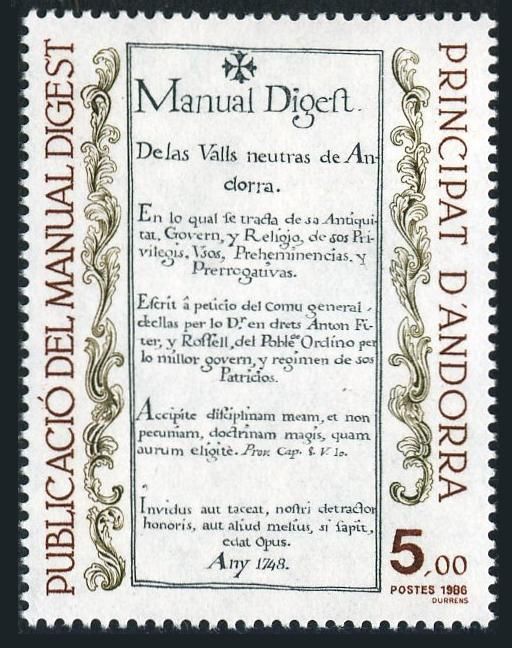 PUBLICACIÓ DEL MANUAL DIGEST
Manual Digest.
De las Valls neutras de An-
dorra.
En lo qual se tracta de sa Antiqui-
tat, Govern, y Religio, de sos Pri-
vilegis, Usos, Preheminencias, y
Prerrogativas.
Escrit á peticio del Comu general
dellas per lo Dr. en drets Anton Fi-
ter, y Rossell, del Poble Ordino per
lo millor govern, y regimen de sos
Patricios.
Accipite disciplinam meam, et non
pecuniam, doctrinam magis, quam
aurum eligite. Prov. Cap. 8. V. 10.
Invidus aut taceat, nostri detractor
honoris, aut aliud melius, si sapit,
edat Opus.
Any 1748.
PRINCIPAT D'ANDORRA
5,00
POSTES 1986
DURRENS